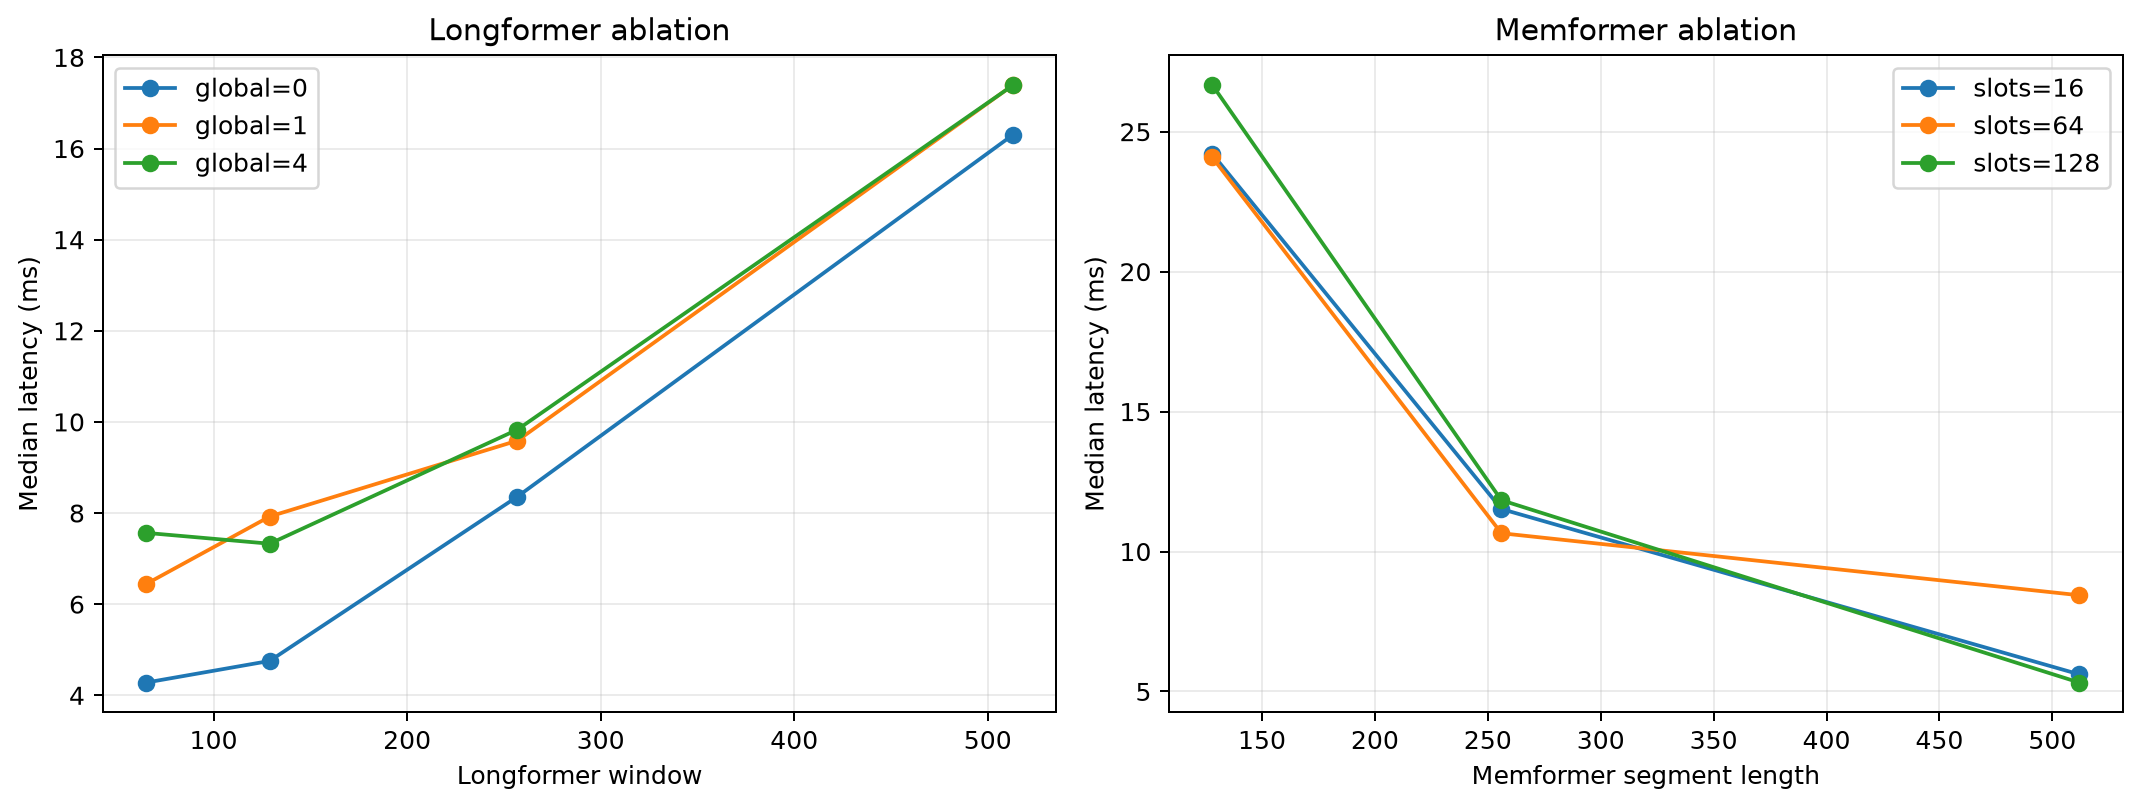 Longformer ablation
18
16
14
12
10
8
6
4
Median latency (ms)
global=0
global=1
global=4
100
200
300
400
500
Longformer window
Memformer ablation
25
20
15
10
5
Median latency (ms)
slots=16
slots=64
slots=128
150
200
250
300
350
400
450
500
Memformer segment length